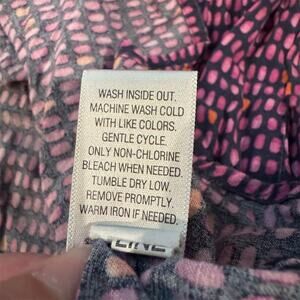 WASH INSIDE OUT.
MACHINE WASH COLD
WITH LIKE COLORS.
GENTLE CYCLE.
ONLY NON-CHLORINE
BLEACH WHEN NEEDED.
TUMBLE DRY LOW.
REMOVE PROMPTLY.
WARM IRON IF NEEDED.